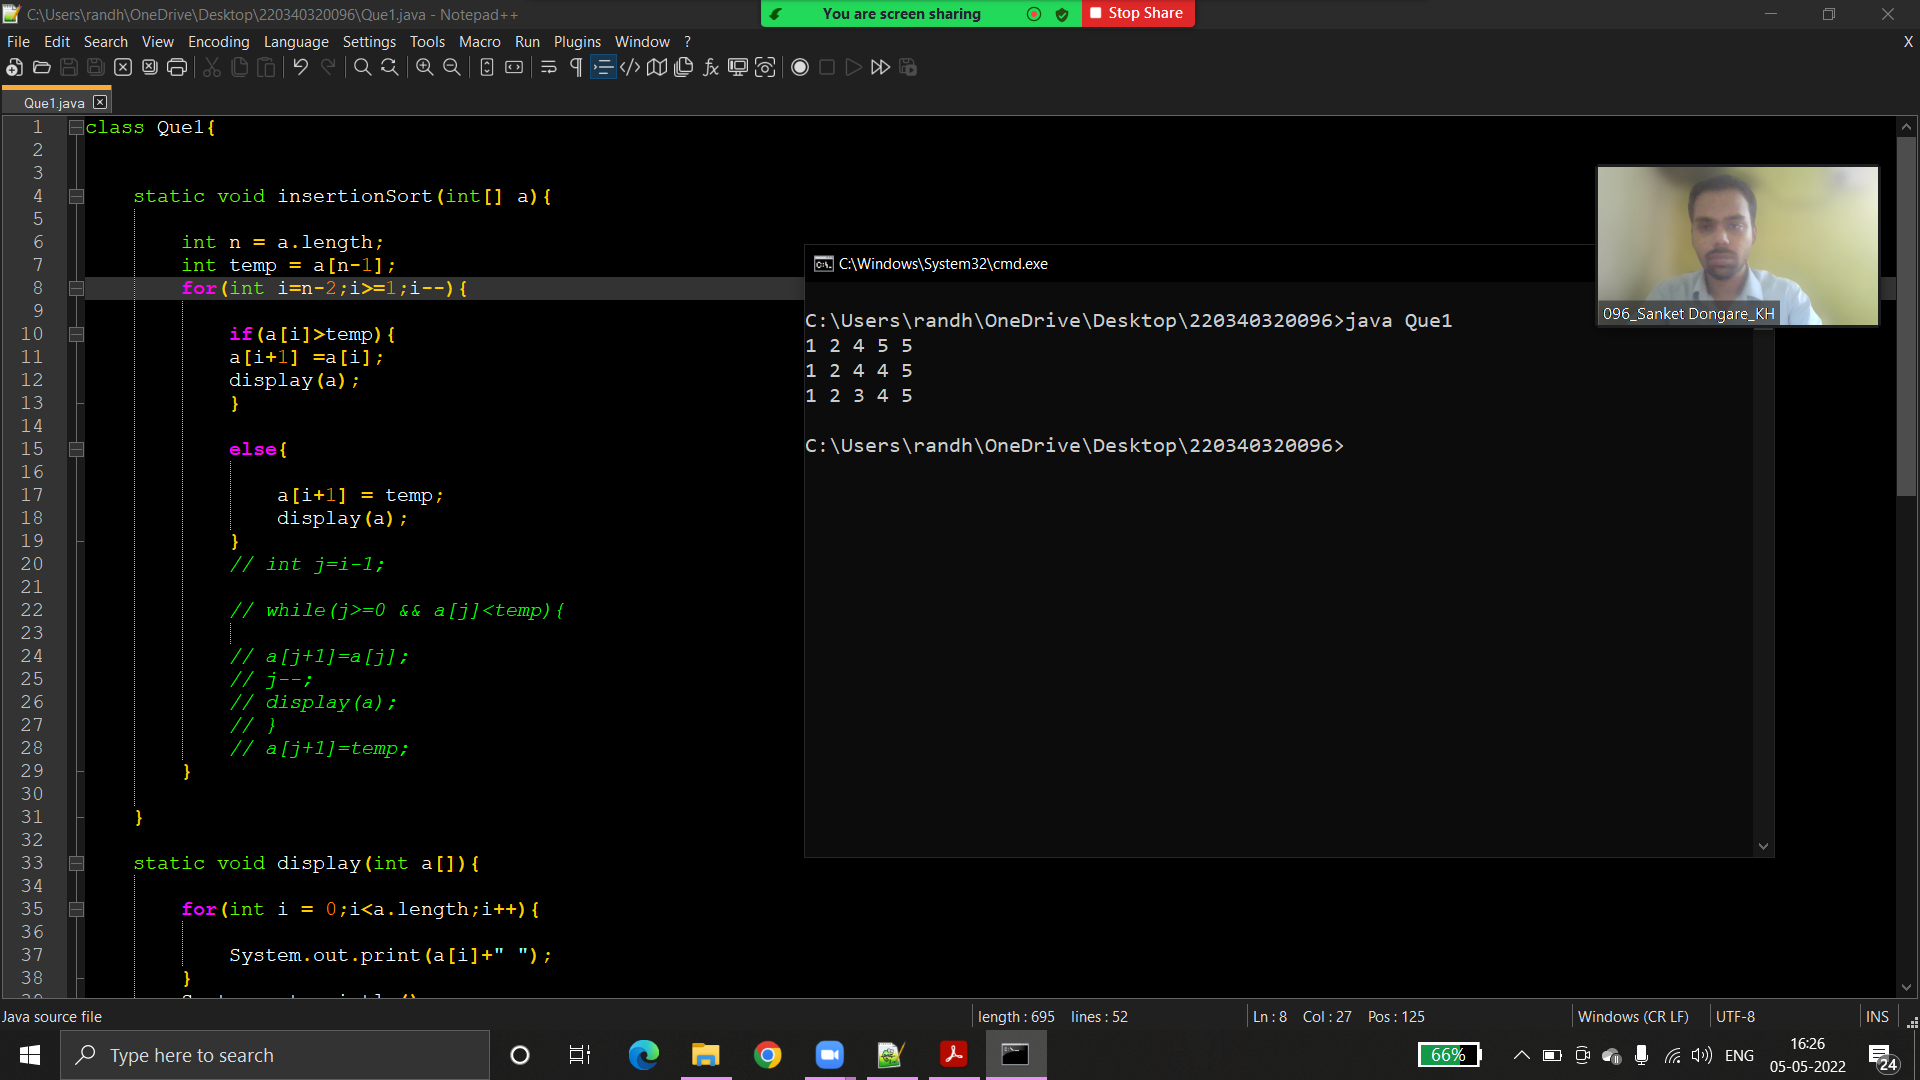 C:\Users\randh\OneDrive\Desktop\220340320096\Que1.java - Notepad++
You are screen sharing
Stop Share
File Edit Search View Encoding Language Settings Tools Macro Run Plugins Window ?
X
Que1.java
1 class Que1{
2
3
4 static void insertionSort(int[] a){
5
6 int n = a.length;
7 int temp = a[n-1];
8 for(int i=n-2;i>=1;i--){
9
10 if(a[i]>temp){
11 a[i+1] =a[i];
12 display(a);
13 }
14
15 else{
16
17 a[i+1] = temp;
18 display(a);
19 }
20 // int j=i-1;
21
22 // while(j>=0 && a[j]<temp){
23
24 // a[j+1]=a[j];
25 // j--;
26 // display(a);
27 // }
28 // a[j+1]=temp;
29 }
30
31 }
32
33 static void display(int a[]){
34
35 for(int i = 0;i<a.length;i++){
36
37 System.out.print(a[i]+" ");
38 }
C:\Windows\System32\cmd.exe
C:\Users\randh\OneDrive\Desktop\220340320096>java Que1
1 2 4 5 5
1 2 4 4 5
1 2 3 4 5
C:\Users\randh\OneDrive\Desktop\220340320096>
096_Sanket Dongare_KH
Java source file
length : 695 lines : 52
Ln : 8 Col : 27 Pos : 125
Windows (CR LF)
UTF-8
INS
Type here to search
66%
ENG
16:26
05-05-2022
24